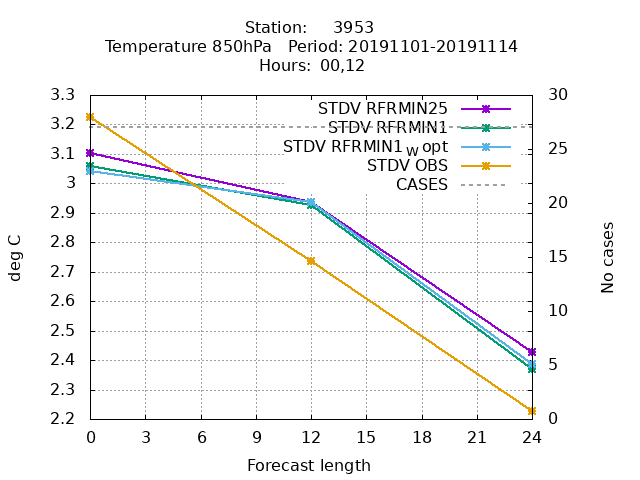 Station: 3953
Temperature 850hPa Period: 20191101-20191114
Hours: 00,12
3.3
3.2
3.1
3
2.9
2.8
2.7
2.6
2.5
2.4
2.3
2.2
deg C
STDV RFRMIN25
STDV RFRMIN1
STDV RFRMIN1wopt
STDV OBS
CASES
30
25
20
15
10
5
0
No cases
0 3 6 9 12 15 18 21 24
Forecast length